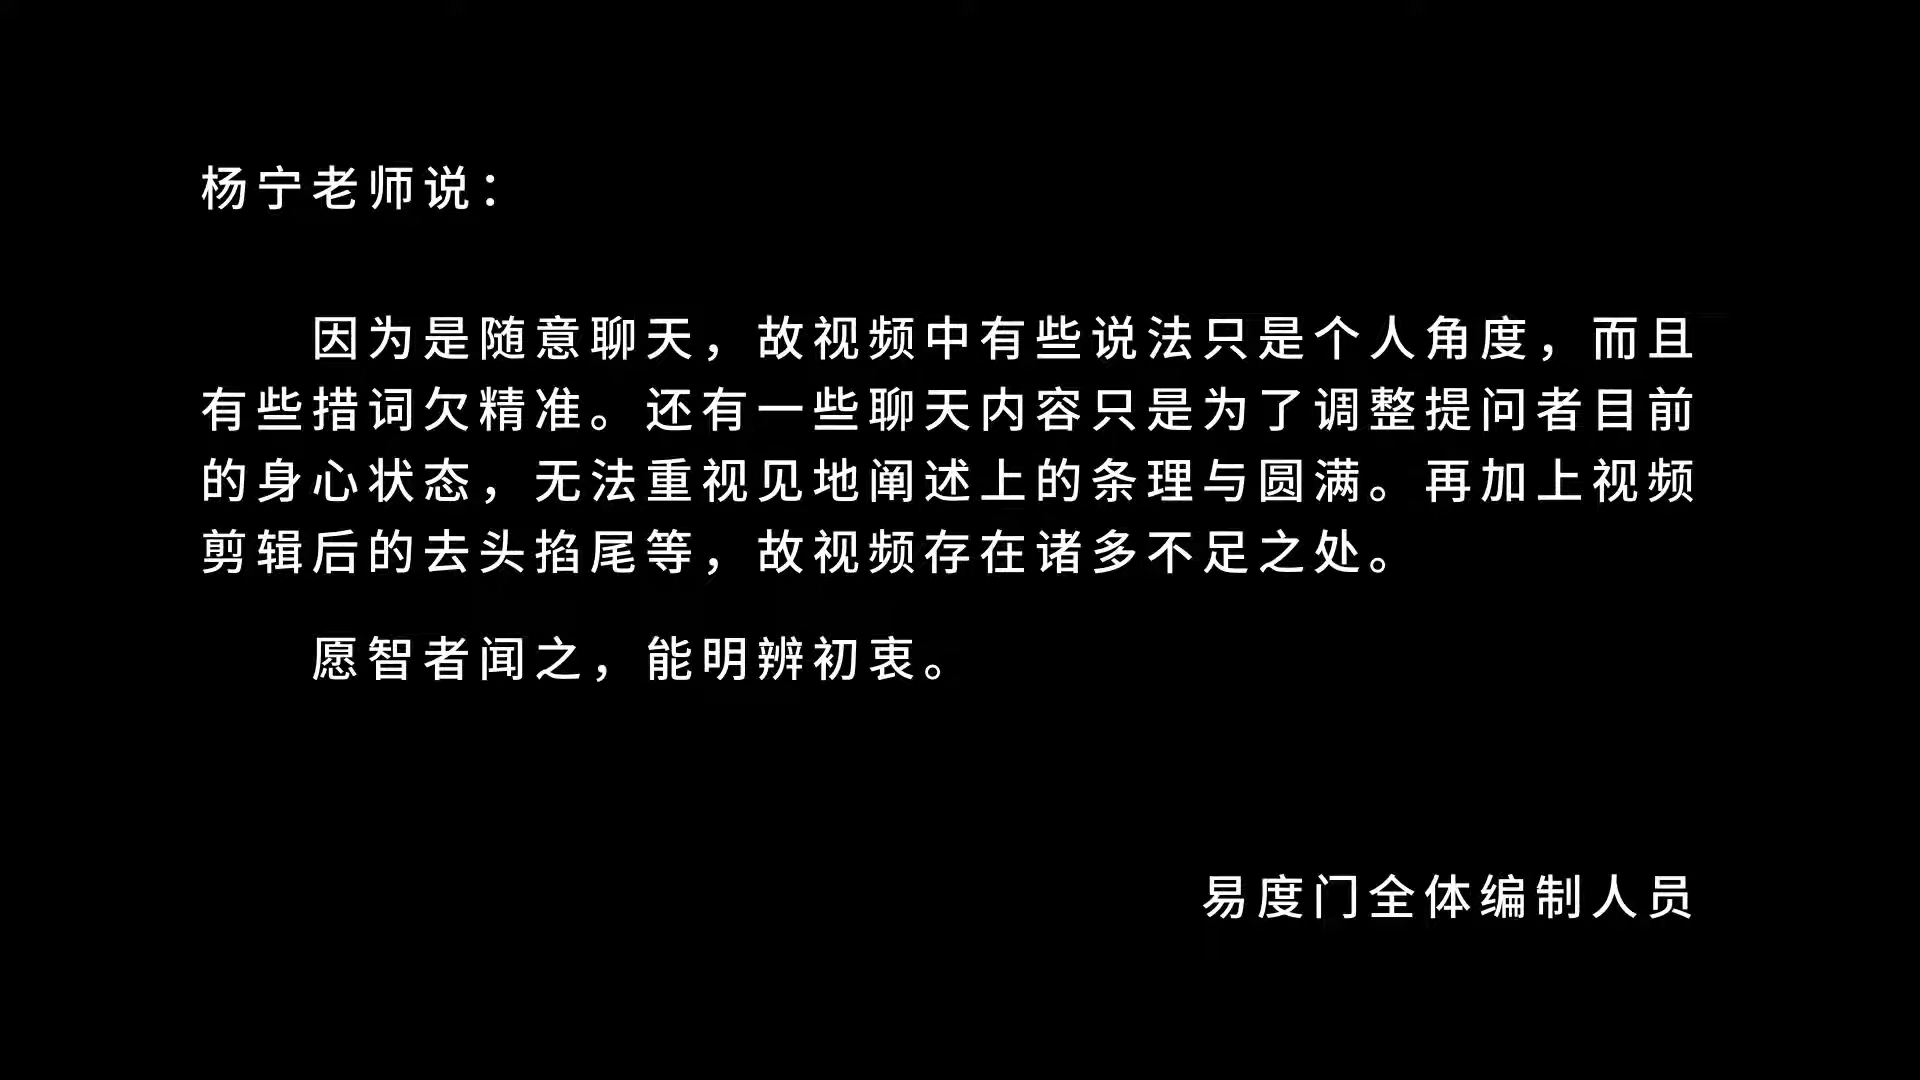 杨宁老师说：
因为是随意聊天，故视频中有些说法只是个人角度，而且
有些措词欠精准。还有一些聊天内容只是为了调整提问者目前
的身心状态，无法重视见地阐述上的条理与圆满。再加上视频
剪辑后的去头掐尾等，故视频存在诸多不足之处。
愿智者闻之，能明辨初衷。
易度门全体编制人员